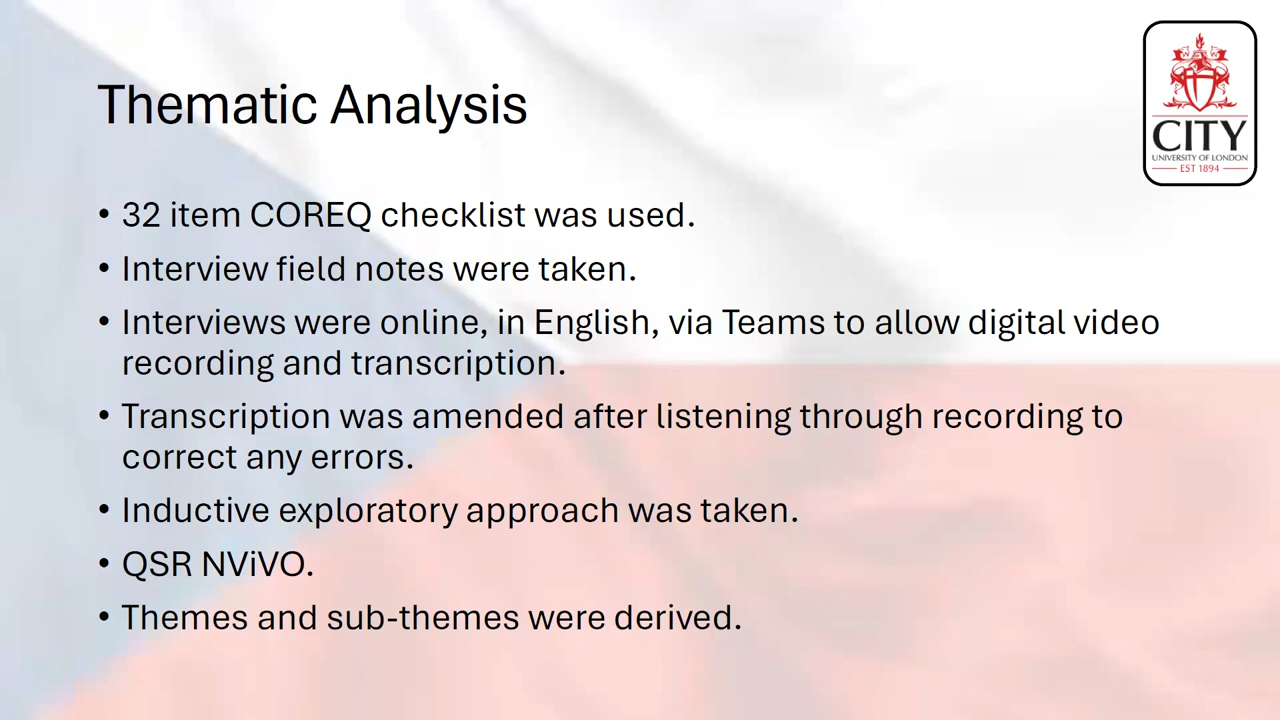 Thematic Analysis
CITY
UNIVERSITY OF LONDON
EST 1894
• 32 item COREQ checklist was used.
• Interview field notes were taken.
• Interviews were online, in English, via Teams to allow digital video
recording and transcription.
• Transcription was amended after listening through recording to
correct any errors.
• Inductive exploratory approach was taken.
• QSR NViVO.
• Themes and sub-themes were derived.